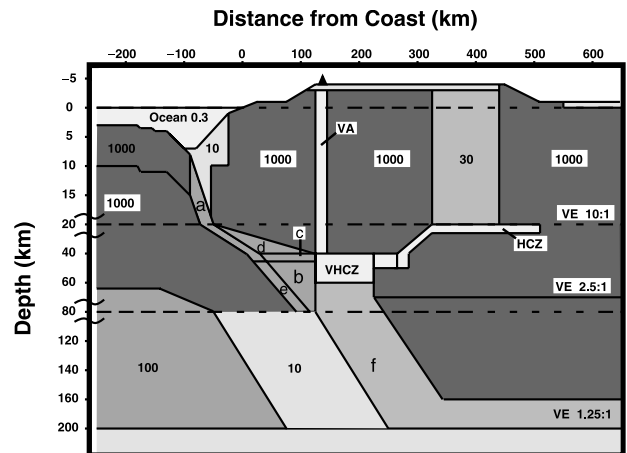 Distance from Coast (km)
−200 −100 0 100 200 300 400 500 600
Depth (km)
−5
0
5
10
15
20
40
60
80
120
140
160
200
Ocean 0.3
1000
10
1000
VA
1000
30
1000
1000
a
VE 10:1
c
d
HCZ
b
VHCZ
e
VE 2.5:1
100
10
f
VE 1.25:1